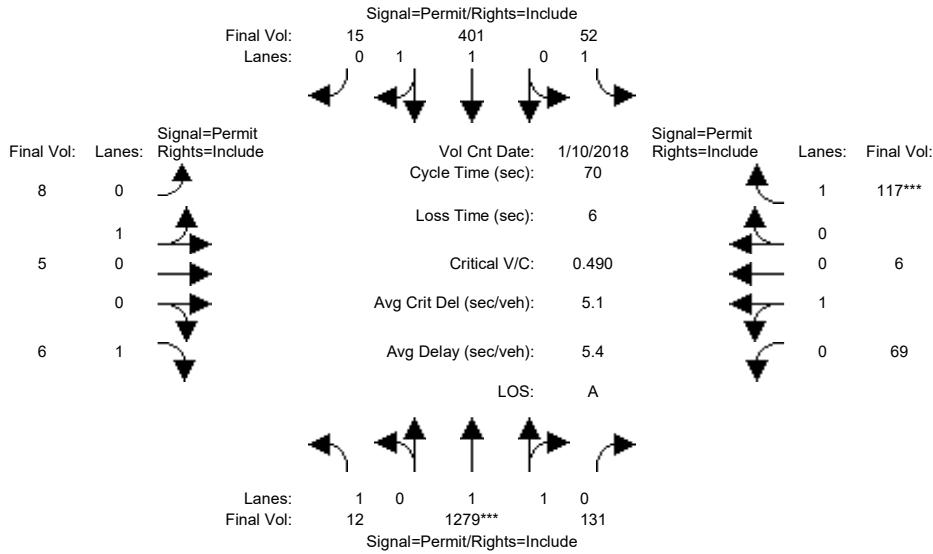 Signal=Permit/Rights=Include
Final Vol: 15 401 52
Lanes: 0 1 1 0 1
Signal=Permit
Final Vol: Lanes: Rights=Include
Vol Cnt Date: 1/10/2018
Signal=Permit
Rights=Include Lanes: Final Vol:
Cycle Time (sec): 70
8 0
1 117***
Loss Time (sec): 6
1
0
5 0
Critical V/C: 0.490
0 6
0
Avg Crit Del (sec/veh): 5.1
1
6 1
Avg Delay (sec/veh): 5.4
0 69
LOS: A
Lanes: 1 0 1 1 0
Final Vol: 12 1279*** 131
Signal=Permit/Rights=Include